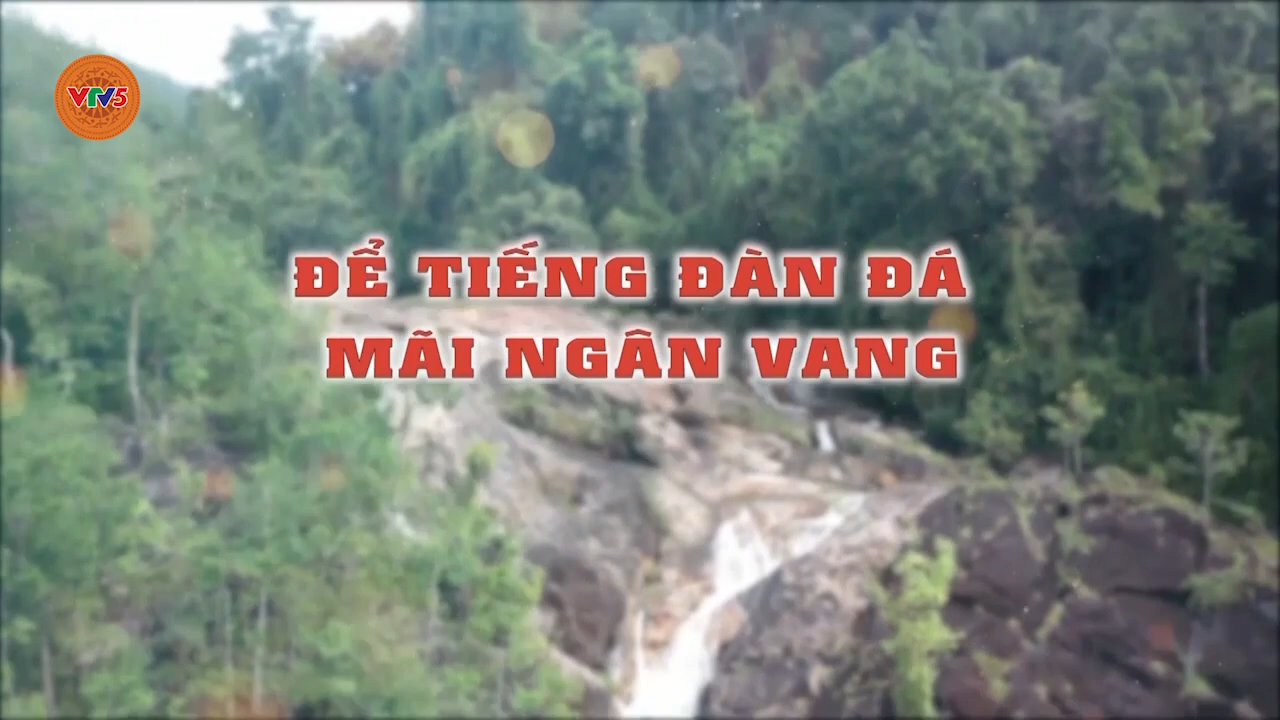 VTV5
ĐỂ TIẾNG ĐÀN ĐÁ
MÃI NGÂN VANG